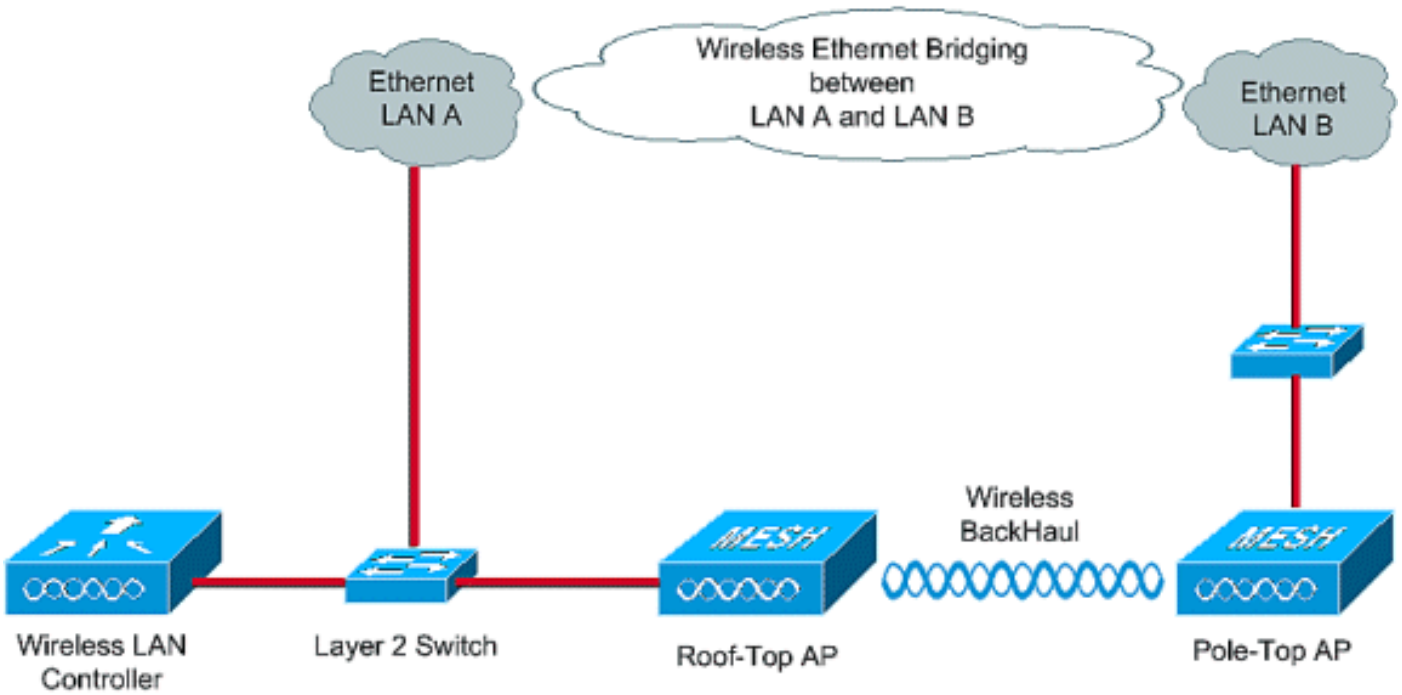 Wireless Ethernet Bridging
between
LAN A and LAN B
Ethernet
LAN A
Ethernet
LAN B
Wireless
BackHaul
MESH
MESH
Wireless LAN
Controller
Layer 2 Switch
Roof-Top AP
Pole-Top AP